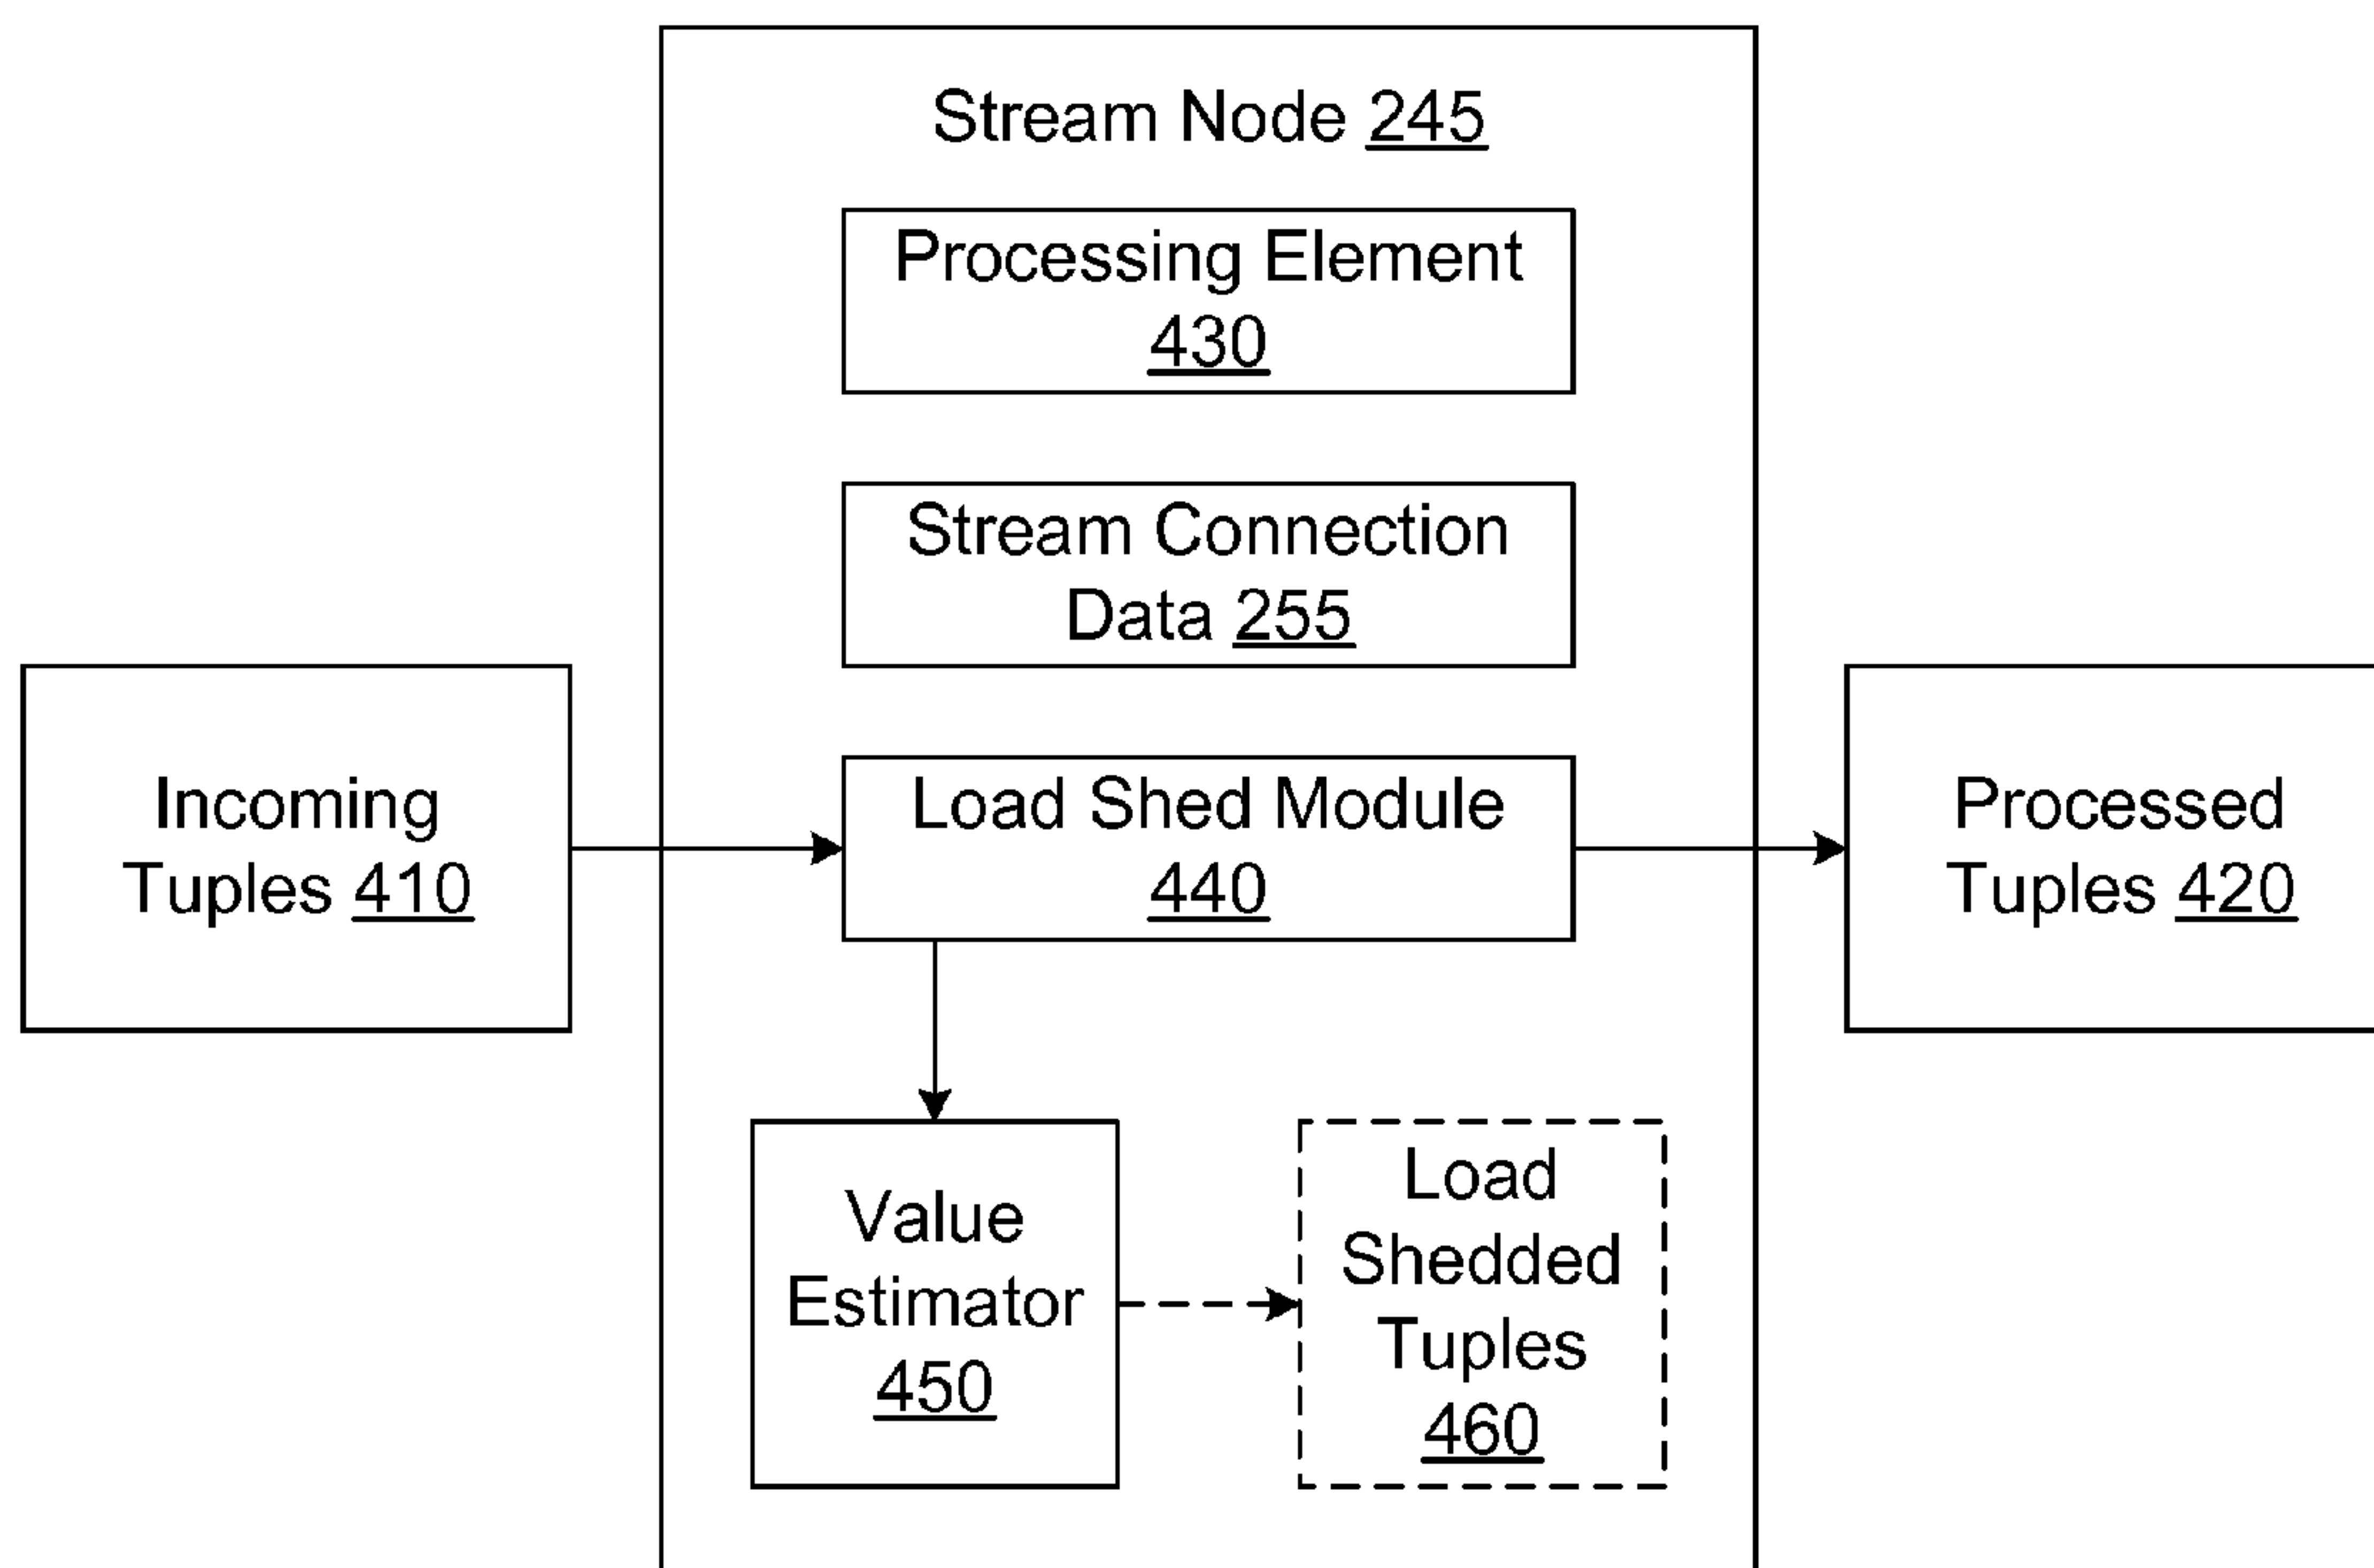 Stream Node 245
Processing Element
430
Stream Connection
Data 255
Incoming
Tuples 410
Load Shed Module
440
Processed
Tuples 420
Value
Estimator
450
Load
Shedded
Tuples
460